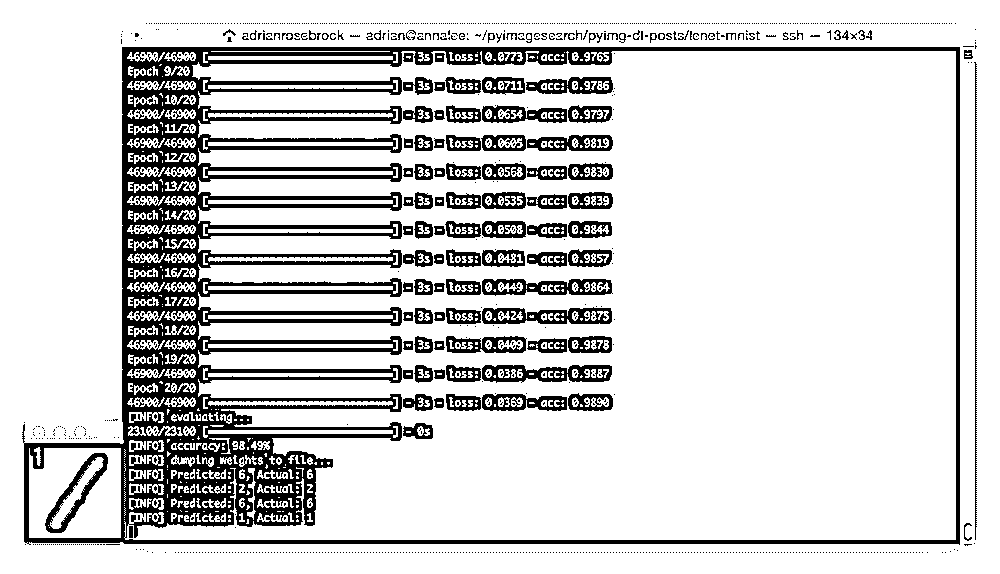 adrianrosebrock — adrian@annalee: ~/pyimagesearch/pyimg-dl-posts/lenet-mnist — ssh — 134×34
46900/46900 [==============================] - 3s - loss: 0.0773 - acc: 0.9765
Epoch 9/20
46900/46900 [==============================] - 3s - loss: 0.0711 - acc: 0.9786
Epoch 10/20
46900/46900 [==============================] - 3s - loss: 0.0654 - acc: 0.9797
Epoch 11/20
46900/46900 [==============================] - 3s - loss: 0.0605 - acc: 0.9819
Epoch 12/20
46900/46900 [==============================] - 3s - loss: 0.0568 - acc: 0.9830
Epoch 13/20
46900/46900 [==============================] - 3s - loss: 0.0535 - acc: 0.9839
Epoch 14/20
46900/46900 [==============================] - 3s - loss: 0.0508 - acc: 0.9844
Epoch 15/20
46900/46900 [==============================] - 3s - loss: 0.0481 - acc: 0.9857
Epoch 16/20
46900/46900 [==============================] - 3s - loss: 0.0449 - acc: 0.9864
Epoch 17/20
46900/46900 [==============================] - 3s - loss: 0.0424 - acc: 0.9875
Epoch 18/20
46900/46900 [==============================] - 3s - loss: 0.0409 - acc: 0.9878
Epoch 19/20
46900/46900 [==============================] - 3s - loss: 0.0386 - acc: 0.9887
Epoch 20/20
46900/46900 [==============================] - 3s - loss: 0.0369 - acc: 0.9890
[INFO] evaluating...
23100/23100 [==============================] - 0s
[INFO] accuracy: 98.49%
[INFO] dumping weights to file...
[INFO] Predicted: 6, Actual: 6
[INFO] Predicted: 2, Actual: 2
[INFO] Predicted: 6, Actual: 6
[INFO] Predicted: 1, Actual: 1
1